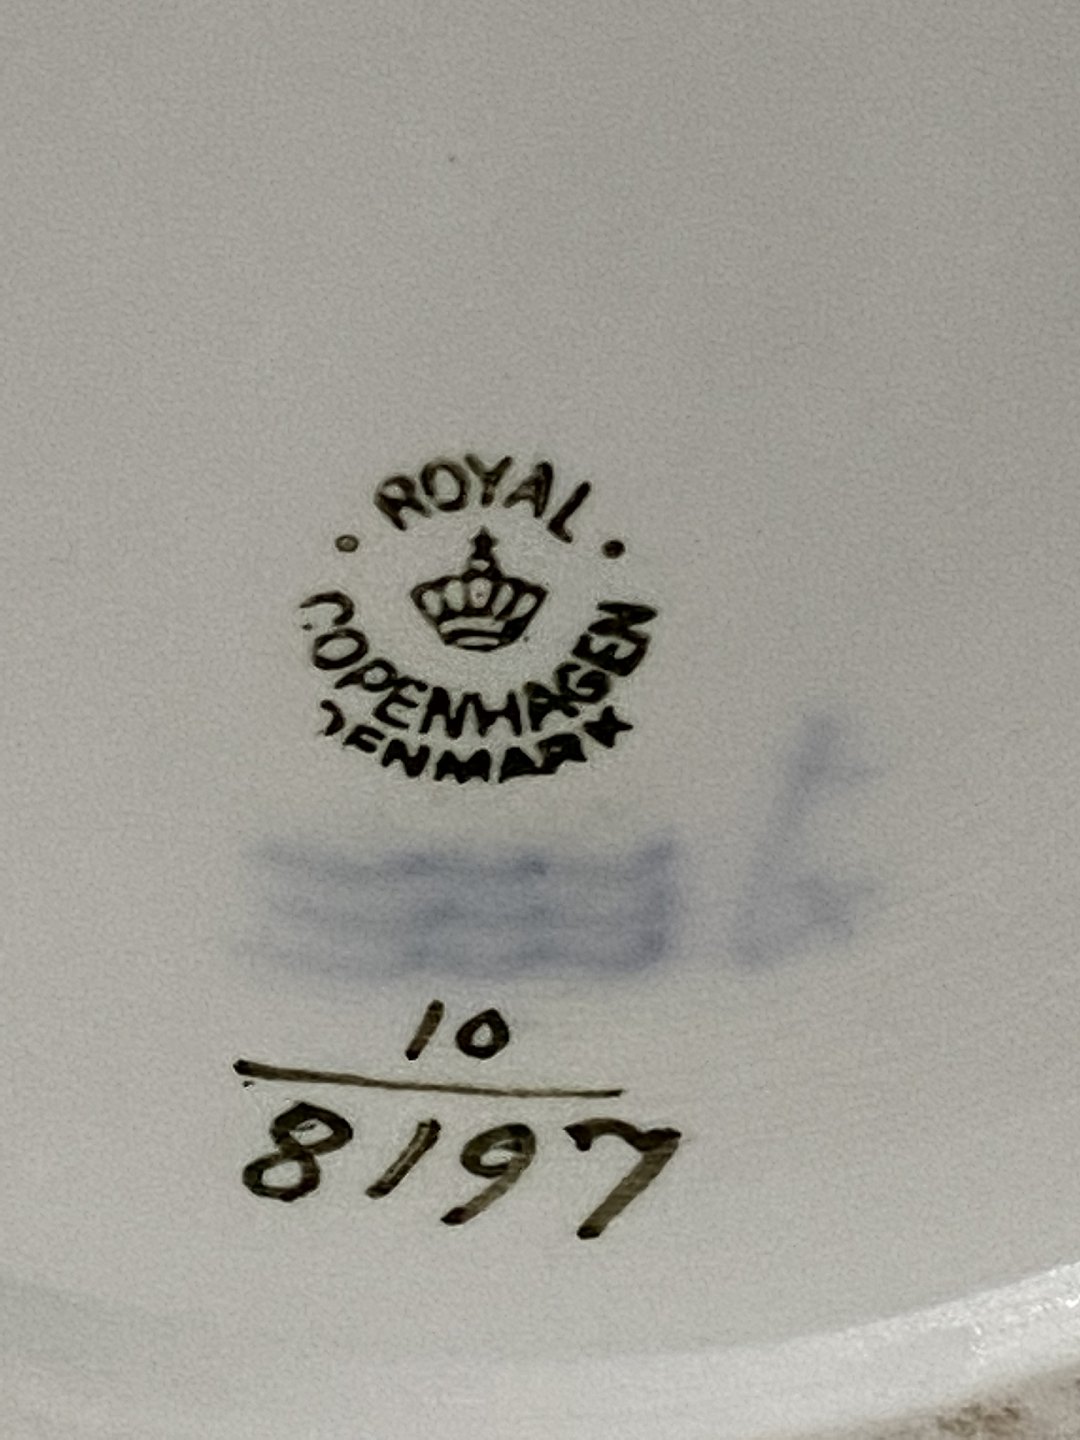 ROYAL
COPENHAGEN
DENMARK
10
8197